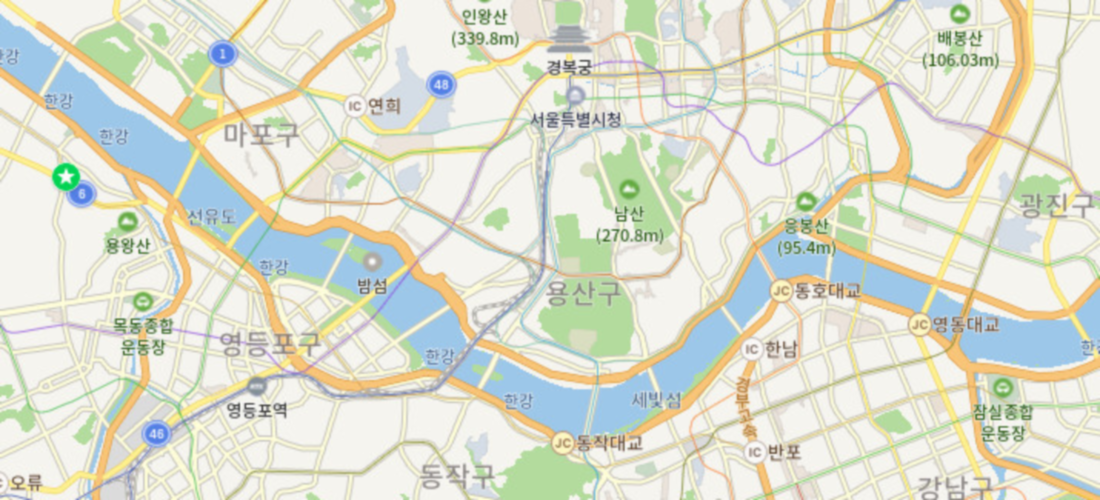 인왕산
(339.8m)
배봉산
(106.03m)
1
한강
경복궁
48
한강
IC 연희
서울특별시청
한강
마포구
6
남산
(270.8m)
광진구
선유도
용왕산
응봉산
(95.4m)
한강
밤섬
용산구
JC 동호대교
목동종합
운동장
영등포구
JC 영동대교
한강
IC 한남
영등포역
한강
세빛섬
경부고속
잠실종합
운동장
46
JC 동작대교
IC 반포
동작구
오류
강남구